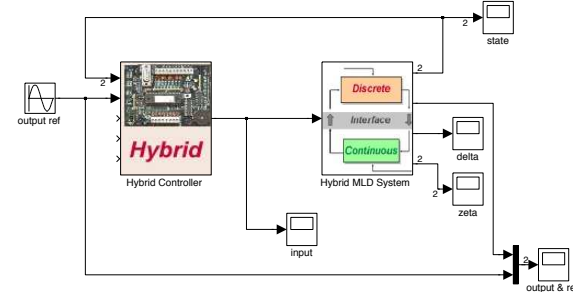 2
state
2
2
Discrete
output ref
Interface
delta
Hybrid
Continuous
2
Hybrid Controller
Hybrid MLD System
2
zeta
input
2
output & re